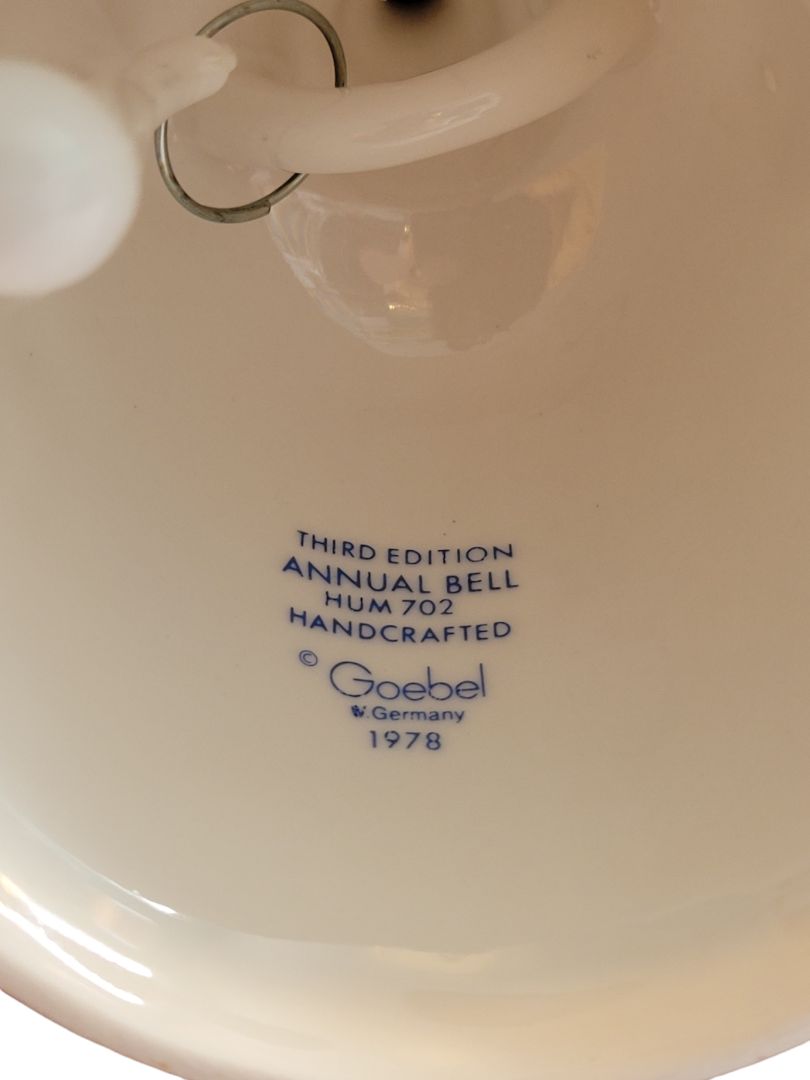 THIRD EDITION
ANNUAL BELL
HUM 702
HANDCRAFTED
© Goebel
W.Germany
1978